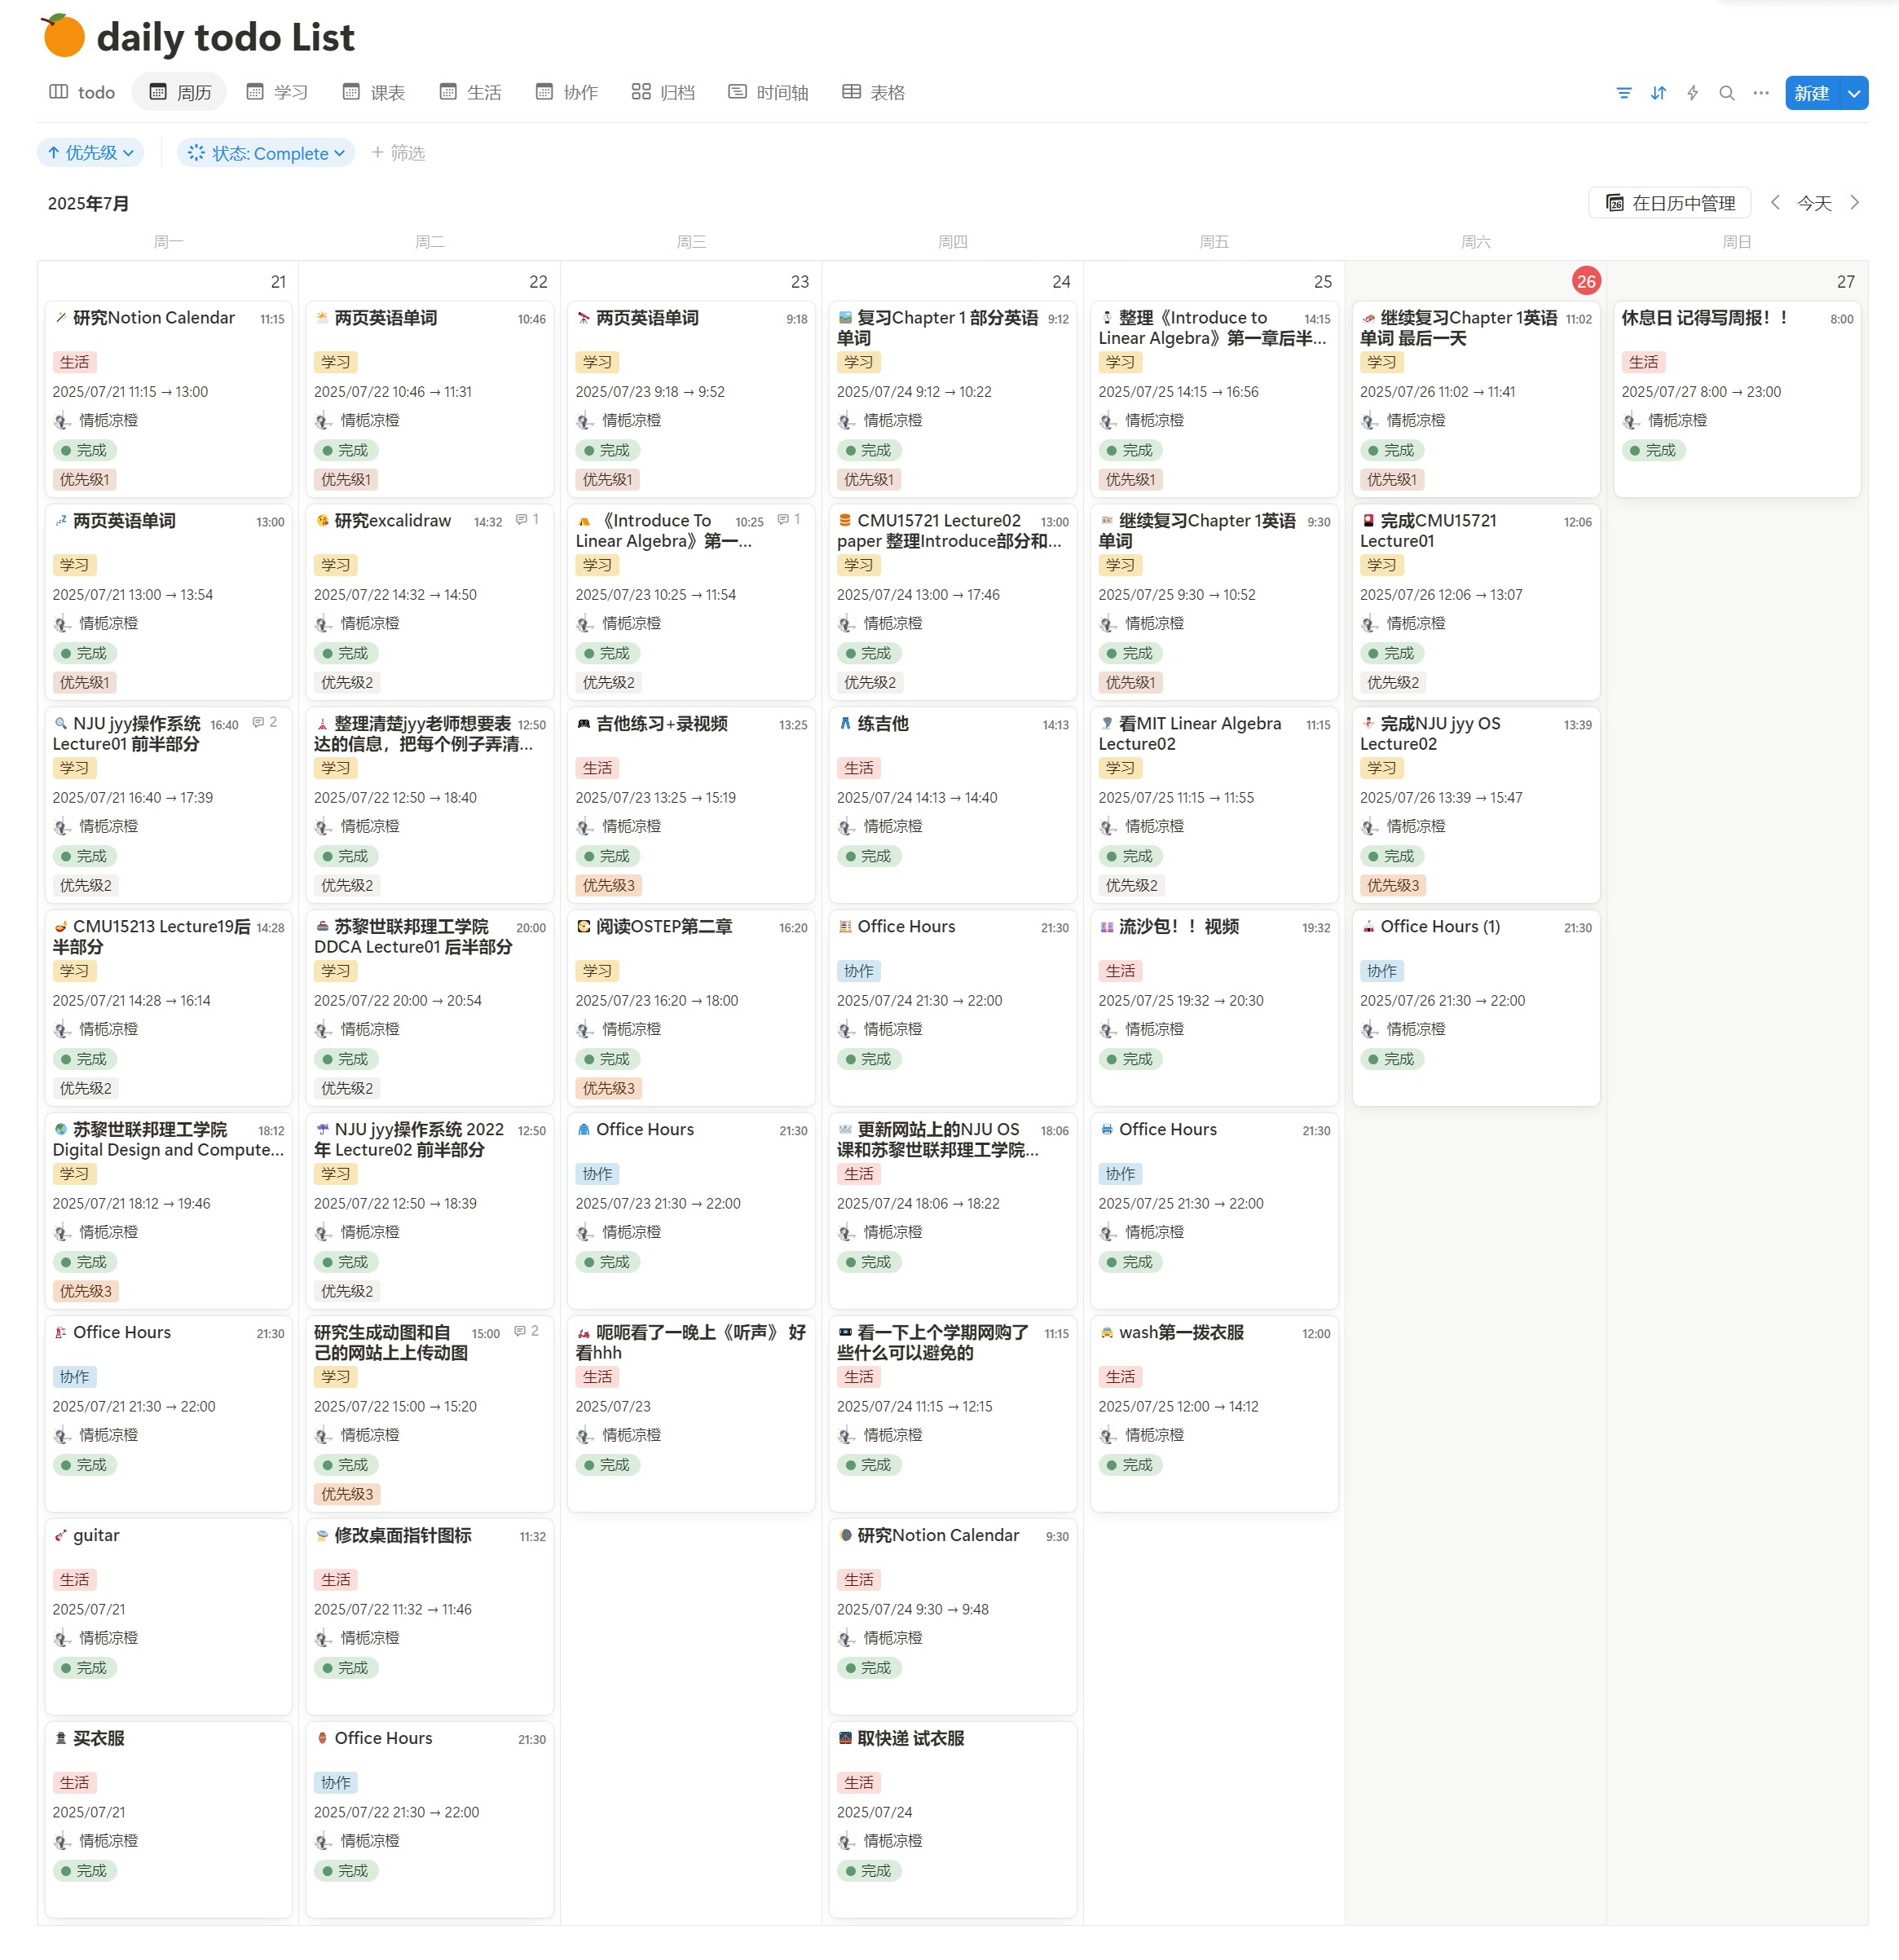 daily todo List
todo
周历
学习
课表
生活
协作
归档
时间轴
表格
新建
优先级
状态: Complete
筛选
2025年7月
在日历中管理
今天
周一
周二
周三
周四
周五
周六
周日
21
研究Notion Calendar 11:15
生活
2025/07/21 11:15 → 13:00
情栀凉橙
完成
优先级1
两页英语单词 13:00
学习
2025/07/21 13:00 → 13:54
情栀凉橙
完成
优先级1
NJU jyy操作系统 16:40 2
Lecture01 前半部分
学习
2025/07/21 16:40 → 17:39
情栀凉橙
完成
优先级2
CMU15213 Lecture19后 14:28
半部分
学习
2025/07/21 14:28 → 16:14
情栀凉橙
完成
优先级2
苏黎世联邦理工学院 18:12
Digital Design and Compute...
学习
2025/07/21 18:12 → 19:46
情栀凉橙
完成
优先级3
Office Hours 21:30
协作
2025/07/21 21:30 → 22:00
情栀凉橙
完成
guitar
生活
2025/07/21
情栀凉橙
完成
买衣服
生活
2025/07/21
情栀凉橙
完成
22
两页英语单词 10:46
学习
2025/07/22 10:46 → 11:31
情栀凉橙
完成
优先级1
研究excalidraw 14:32 1
学习
2025/07/22 14:32 → 14:50
情栀凉橙
完成
优先级2
整理清楚jyy老师想要表 12:50
达的信息，把每个例子弄清...
学习
2025/07/22 12:50 → 18:40
情栀凉橙
完成
优先级2
苏黎世联邦理工学院 20:00
DDCA Lecture01 后半部分
学习
2025/07/22 20:00 → 20:54
情栀凉橙
完成
优先级2
NJU jyy操作系统 2022 12:50
年 Lecture02 前半部分
学习
2025/07/22 12:50 → 18:39
情栀凉橙
完成
优先级2
研究生成动图和自 15:00 2
己的网站上上传动图
学习
2025/07/22 15:00 → 15:20
情栀凉橙
完成
优先级3
修改桌面指针图标 11:32
生活
2025/07/22 11:32 → 11:46
情栀凉橙
完成
Office Hours 21:30
协作
2025/07/22 21:30 → 22:00
情栀凉橙
完成
23
两页英语单词 9:18
学习
2025/07/23 9:18 → 9:52
情栀凉橙
完成
优先级1
《Introduce To 10:25 1
Linear Algebra》第一...
学习
2025/07/23 10:25 → 11:54
情栀凉橙
完成
优先级2
吉他练习+录视频 13:25
生活
2025/07/23 13:25 → 15:19
情栀凉橙
完成
优先级3
阅读OSTEP第二章 16:20
学习
2025/07/23 16:20 → 18:00
情栀凉橙
完成
优先级3
Office Hours 21:30
协作
2025/07/23 21:30 → 22:00
情栀凉橙
完成
呃呃看了一晚上《听声》 好
看hhh
生活
2025/07/23
情栀凉橙
完成
24
复习Chapter 1 部分英语 9:12
单词
学习
2025/07/24 9:12 → 10:22
情栀凉橙
完成
优先级1
CMU15721 Lecture02 13:00
paper 整理Introduce部分和...
学习
2025/07/24 13:00 → 17:46
情栀凉橙
完成
优先级2
练吉他 14:13
生活
2025/07/24 14:13 → 14:40
情栀凉橙
完成
Office Hours 21:30
协作
2025/07/24 21:30 → 22:00
情栀凉橙
完成
更新网站上的NJU OS 18:06
课和苏黎世联邦理工学院...
生活
2025/07/24 18:06 → 18:22
情栀凉橙
完成
看一下上个学期网购了 11:15
些什么可以避免的
生活
2025/07/24 11:15 → 12:15
情栀凉橙
完成
研究Notion Calendar 9:30
生活
2025/07/24 9:30 → 9:48
情栀凉橙
完成
取快递 试衣服
生活
2025/07/24
情栀凉橙
完成
25
整理《Introduce to 14:15
Linear Algebra》第一章后半...
学习
2025/07/25 14:15 → 16:56
情栀凉橙
完成
优先级1
继续复习Chapter 1英语 9:30
单词
学习
2025/07/25 9:30 → 10:52
情栀凉橙
完成
优先级1
看MIT Linear Algebra 11:15
Lecture02
学习
2025/07/25 11:15 → 11:55
情栀凉橙
完成
优先级2
流沙包！！视频 19:32
生活
2025/07/25 19:32 → 20:30
情栀凉橙
完成
Office Hours 21:30
协作
2025/07/25 21:30 → 22:00
情栀凉橙
完成
wash第一拨衣服 12:00
生活
2025/07/25 12:00 → 14:12
情栀凉橙
完成
26
继续复习Chapter 1英语 11:02
单词 最后一天
学习
2025/07/26 11:02 → 11:41
情栀凉橙
完成
优先级1
完成CMU15721 12:06
Lecture01
学习
2025/07/26 12:06 → 13:07
情栀凉橙
完成
优先级2
完成NJU jyy OS 13:39
Lecture02
学习
2025/07/26 13:39 → 15:47
情栀凉橙
完成
优先级3
Office Hours (1) 21:30
协作
2025/07/26 21:30 → 22:00
情栀凉橙
完成
27
休息日 记得写周报！！ 8:00
生活
2025/07/27 8:00 → 23:00
情栀凉橙
完成